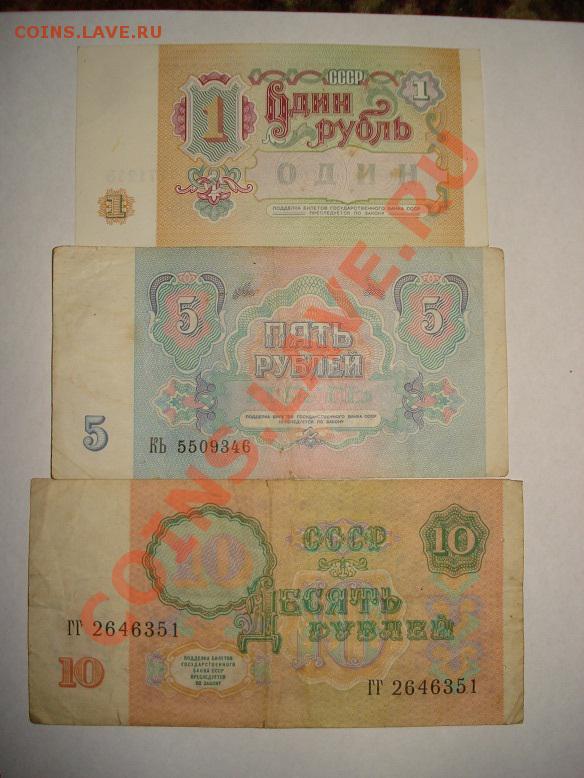 COINS.LAVE.RU
СССР
1
1
Один
рубль
1
ПОДДЕЛКА БИЛЕТОВ ГОСУДАРСТВЕННОГО БАНКА СССР
ПРЕСЛЕДУЕТСЯ ПО ЗАКОНУ
5
5
ПЯТЬ
РУБЛЕЙ
ПОДДЕЛКА БИЛЕТОВ ГОСУДАРСТВЕННОГО БАНКА СССР
ПРЕСЛЕДУЕТСЯ ПО ЗАКОНУ
5
КЬ 5509346
COINS.LAVE.RU
10
СССР
10
ДЕСЯТЬ
РУБЛЕЙ
ГГ 2646351
10
ПОДДЕЛКА БИЛЕТОВ
ГОСУДАРСТВЕННОГО
БАНКА СССР
ПРЕСЛЕДУЕТСЯ
ПО ЗАКОНУ
10
ГГ 2646351